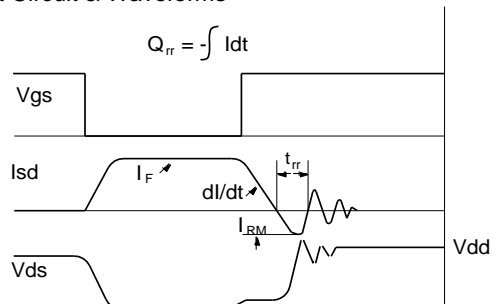 Circuit & Waveforms
Qrr = -∫ Idt
Vgs
Isd
IF
trr
dI/dt
IRM
Vdd
Vds